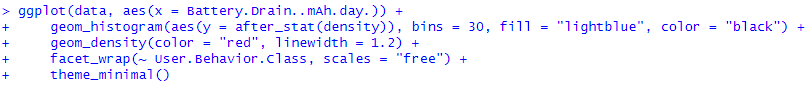 > ggplot(data, aes(x = Battery.Drain..mAh.day.)) +
+     geom_histogram(aes(y = after_stat(density)), bins = 30, fill = "lightblue", color = "black") +
+     geom_density(color = "red", linewidth = 1.2) +
+     facet_wrap(~ User.Behavior.Class, scales = "free") +
+     theme_minimal()